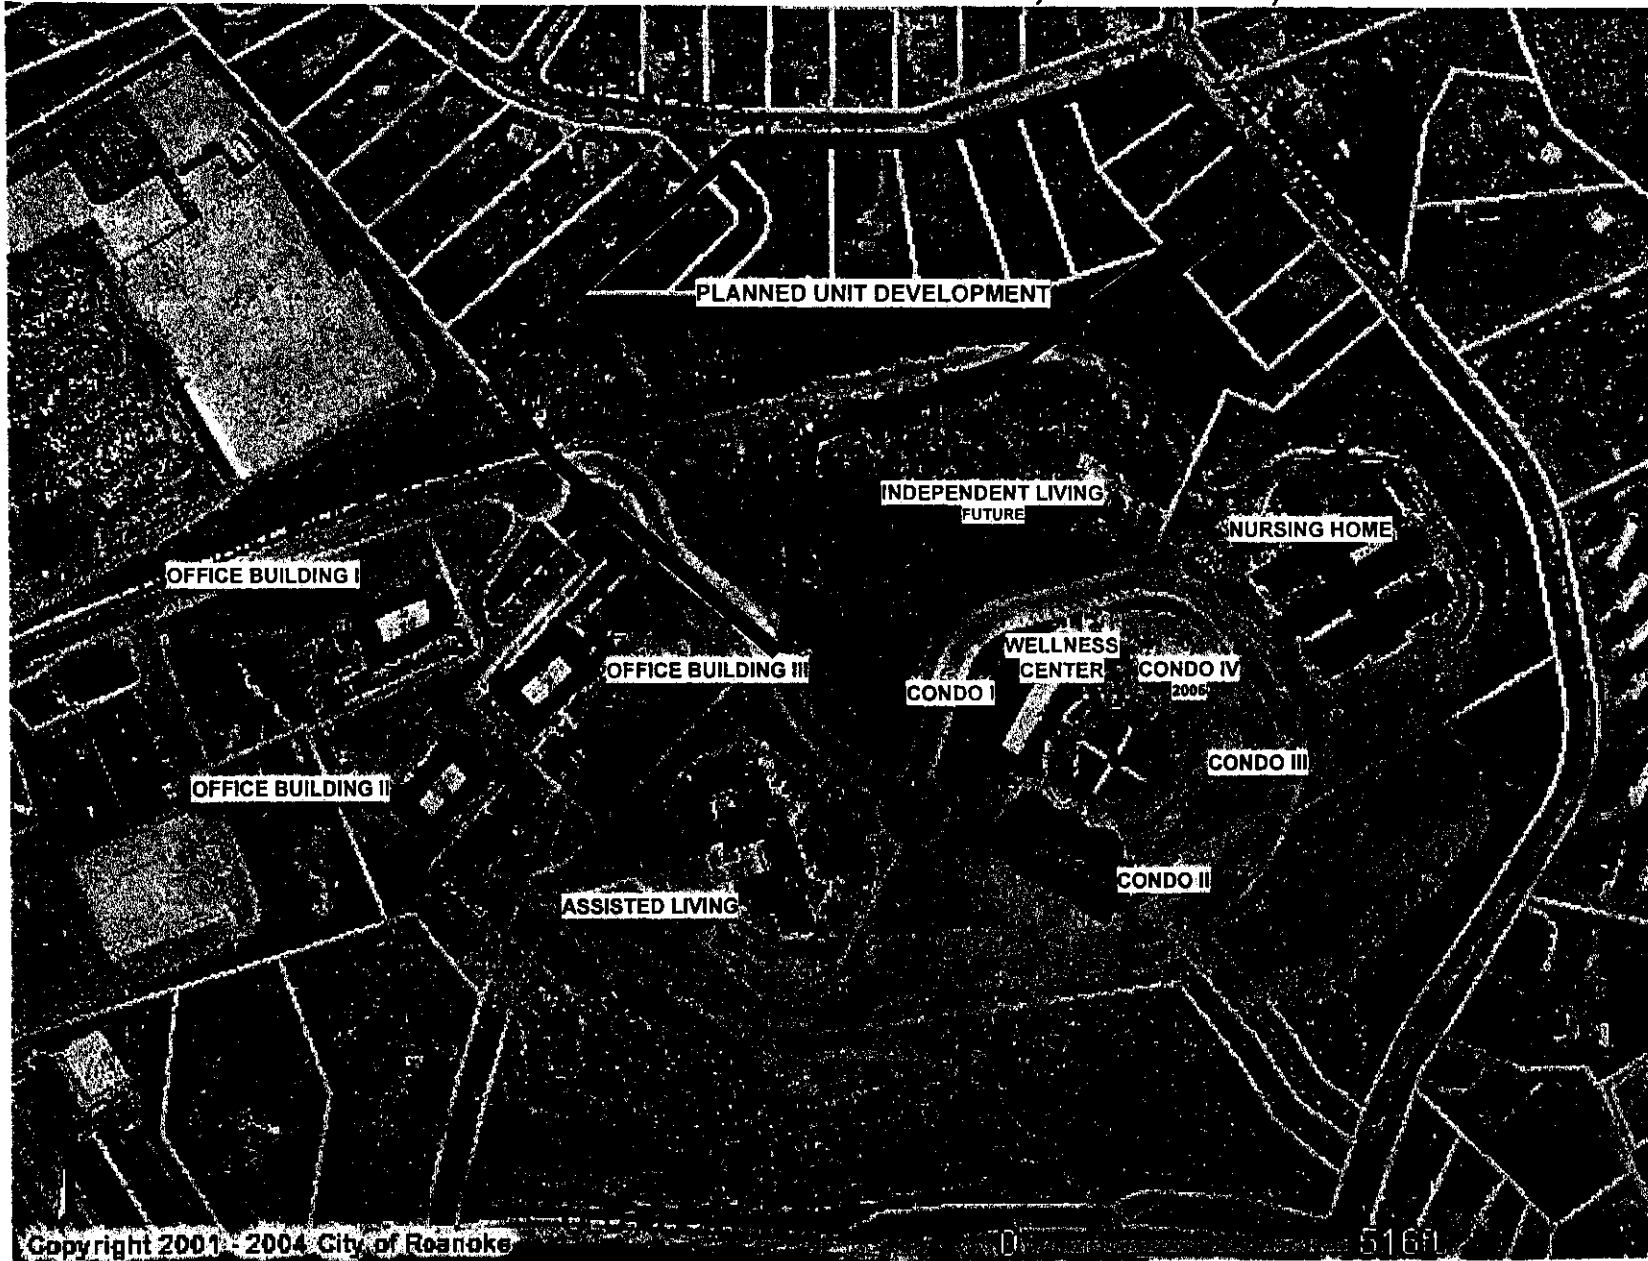 PLANNED UNIT DEVELOPMENT
INDEPENDENT LIVING
FUTURE
NURSING HOME
OFFICE BUILDING I
WELLNESS
CENTER
OFFICE BUILDING III
CONDO I
CONDO IV
CONDO III
OFFICE BUILDING II
CONDO II
ASSISTED LIVING
Copyright 2001 - 2004 City of Roanoke
0